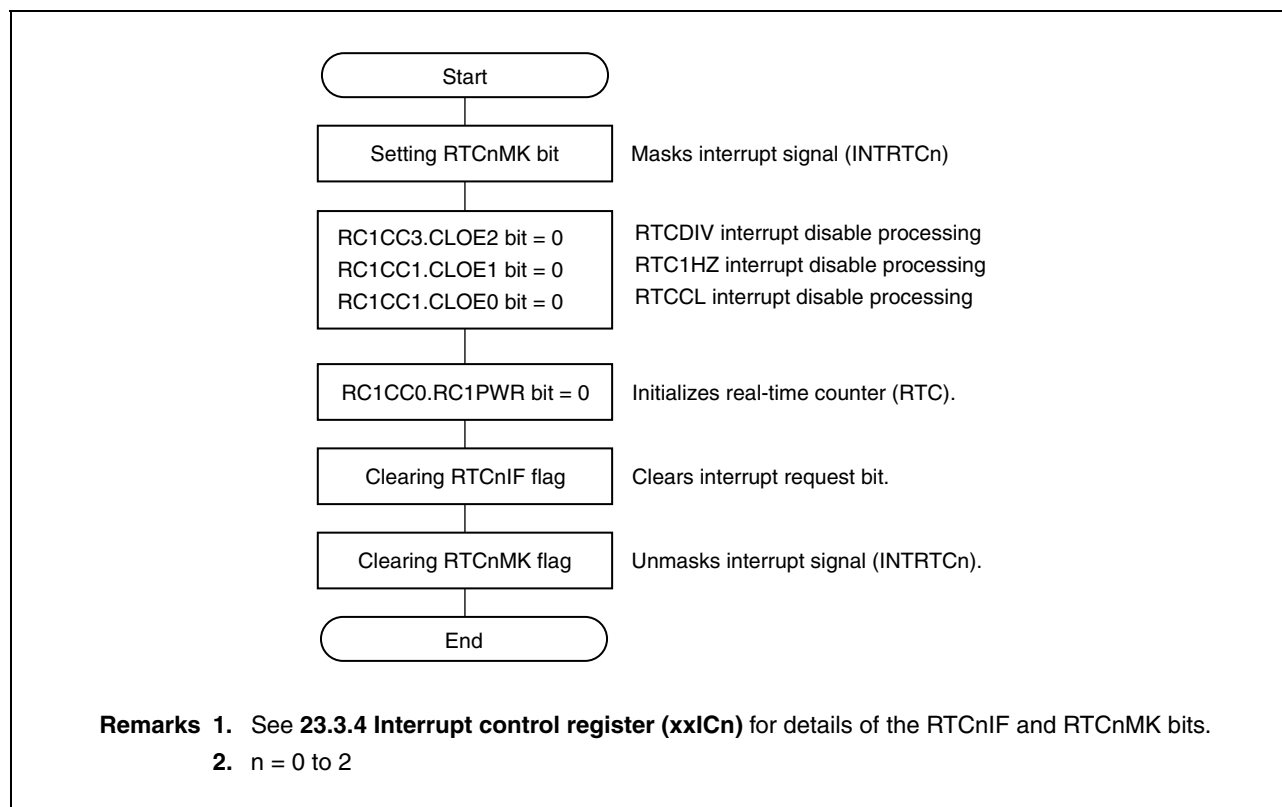 Start
Setting RTCnMK bit Masks interrupt signal (INTRTCn)
RC1CC3.CLOE2 bit = 0 RTCDIV interrupt disable processing
RC1CC1.CLOE1 bit = 0 RTC1HZ interrupt disable processing
RC1CC1.CLOE0 bit = 0 RTCCL interrupt disable processing
RC1CC0.RC1PWR bit = 0 Initializes real-time counter (RTC).
Clearing RTCnIF flag Clears interrupt request bit.
Clearing RTCnMK flag Unmasks interrupt signal (INTRTCn).
End
Remarks 1. See 23.3.4 Interrupt control register (xxICn) for details of the RTCnIF and RTCnMK bits.
2. n = 0 to 2